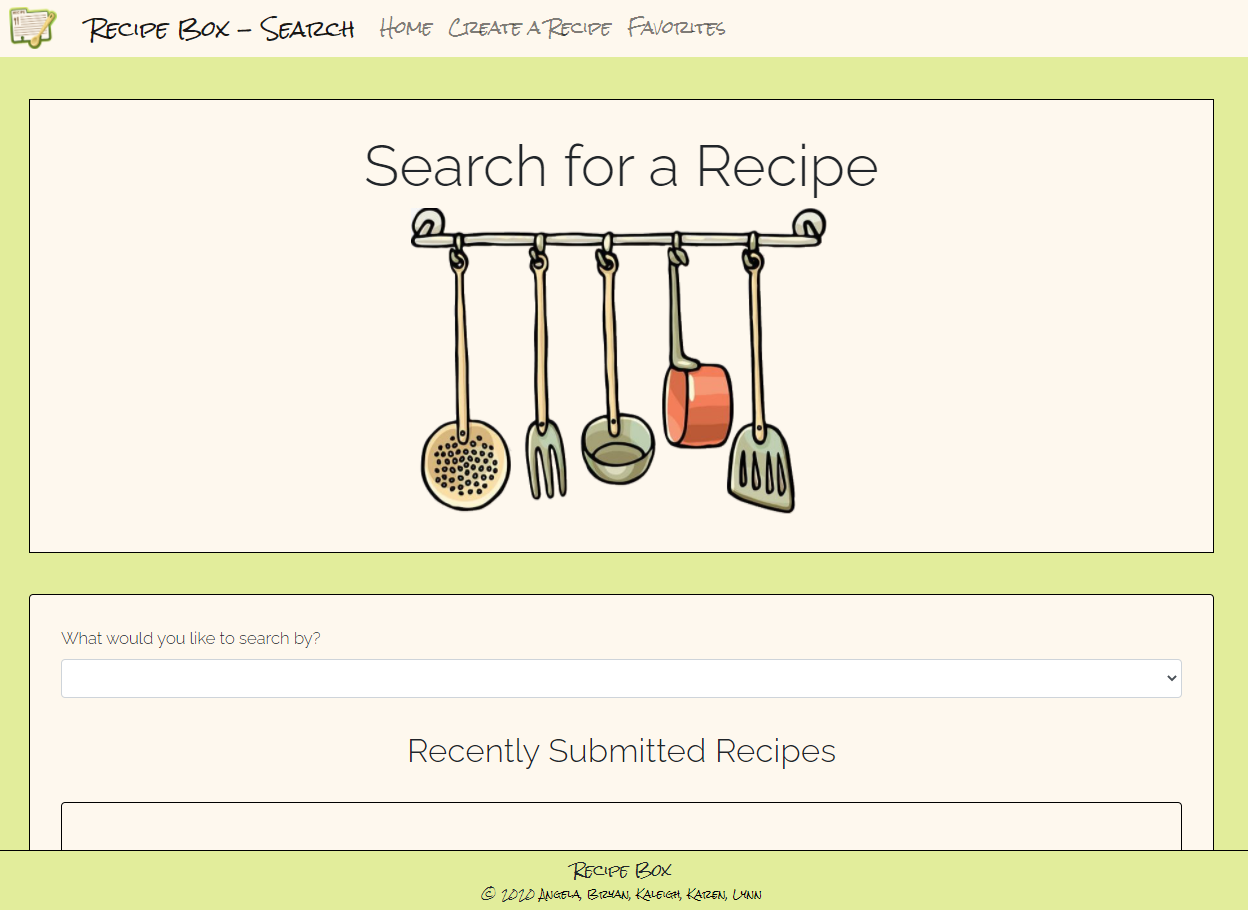 Recipe Box – Search Home Create a Recipe Favorites
Search for a Recipe
What would you like to search by?
Recently Submitted Recipes
Recipe Box
© 2020 Angela, Bryan, Kaleigh, Karen, Lynn